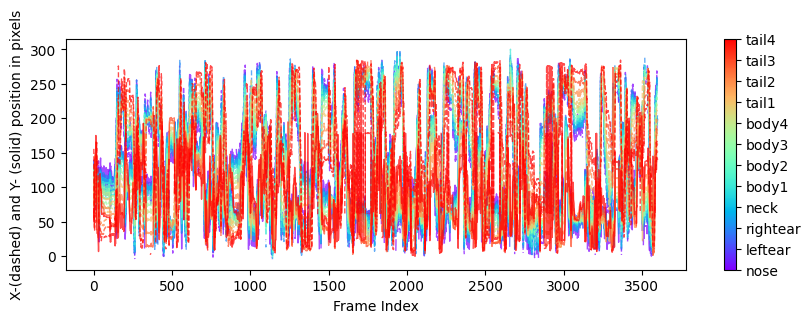 X-(dashed) and Y- (solid) position in pixels
300
250
200
150
100
50
0
0 500 1000 1500 2000 2500 3000 3500
Frame Index
tail4
tail3
tail2
tail1
body4
body3
body2
body1
neck
rightear
leftear
nose